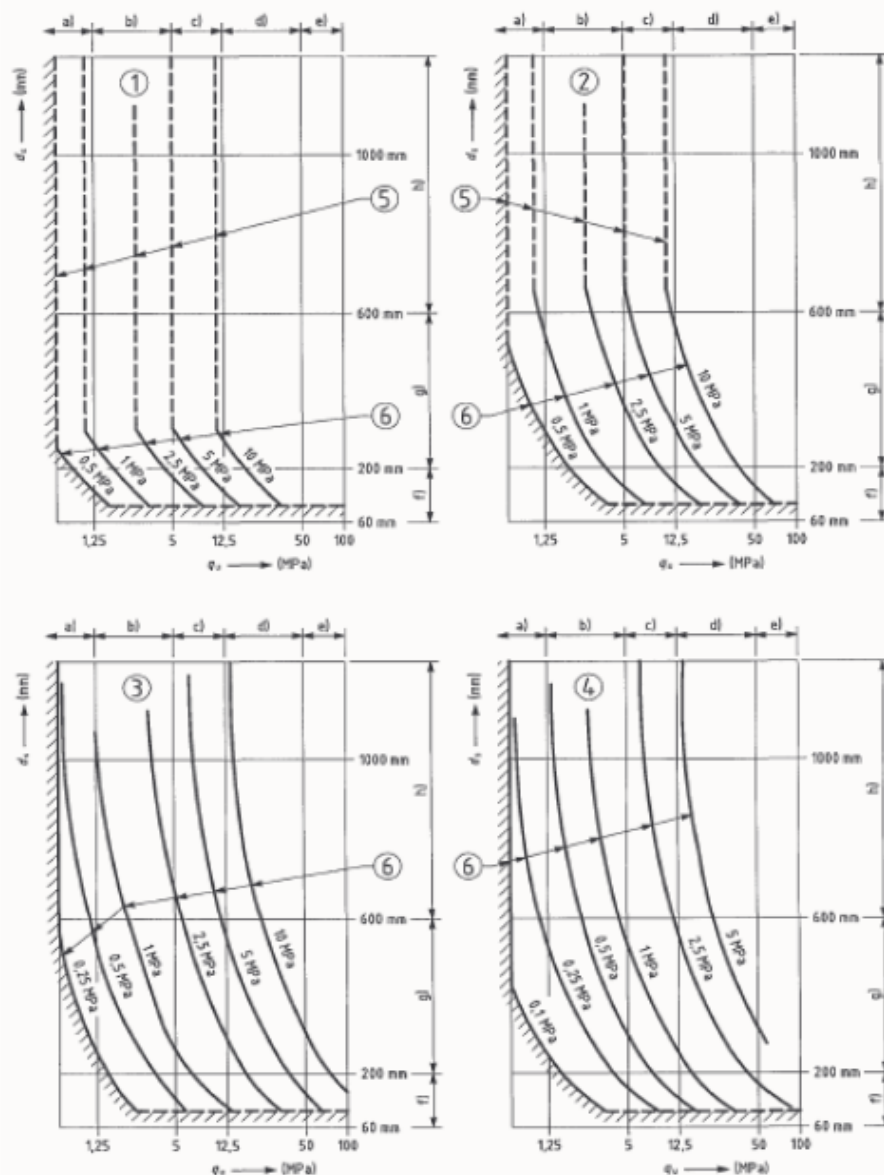 a) b) c) d) e)
①
dₛ → (mm)
1000 mm
h)
⑤
600 mm
g)
⑥
0,5 MPa
1 MPa
2,5 MPa
5 MPa
10 MPa
200 mm
f)
60 mm
1,25 5 12,5 50 100
qᵤ → (MPa)
a) b) c) d) e)
②
dₛ → (mm)
1000 mm
h)
⑤
600 mm
g)
⑥
0,5 MPa
1 MPa
2,5 MPa
5 MPa
10 MPa
200 mm
f)
60 mm
1,25 5 12,5 50 100
qᵤ → (MPa)
a) b) c) d) e)
③
dₛ → (mm)
1000 mm
h)
⑥
600 mm
g)
0,25 MPa
0,5 MPa
1 MPa
2,5 MPa
5 MPa
10 MPa
200 mm
f)
60 mm
1,25 5 12,5 50 100
qᵤ → (MPa)
a) b) c) d) e)
④
dₛ → (mm)
1000 mm
h)
⑥
600 mm
g)
0,1 MPa
0,25 MPa
0,5 MPa
1 MPa
2,5 MPa
5 MPa
200 mm
f)
60 mm
1,25 5 12,5 50 100
qᵤ → (MPa)